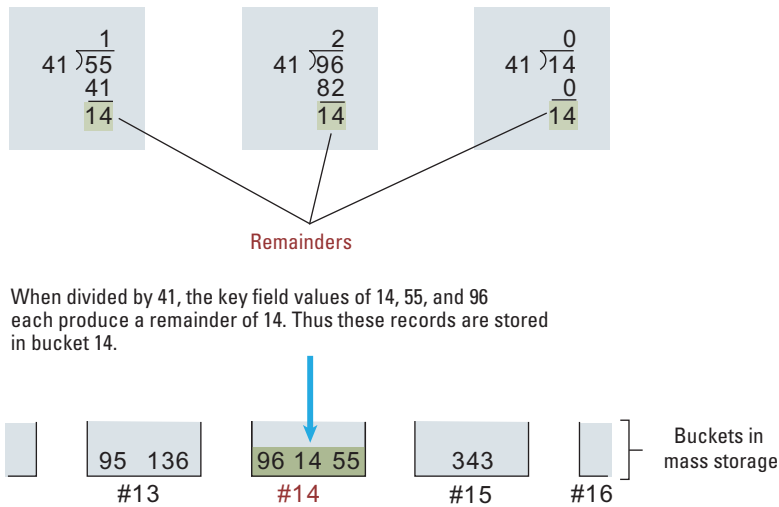 1
41 55
41
14
2
41 96
82
14
0
41 14
0
14
Remainders
When divided by 41, the key field values of 14, 55, and 96
each produce a remainder of 14. Thus these records are stored
in bucket 14.
95 136
96 14 55
343
#13
#14
#15
#16
Buckets in
mass storage